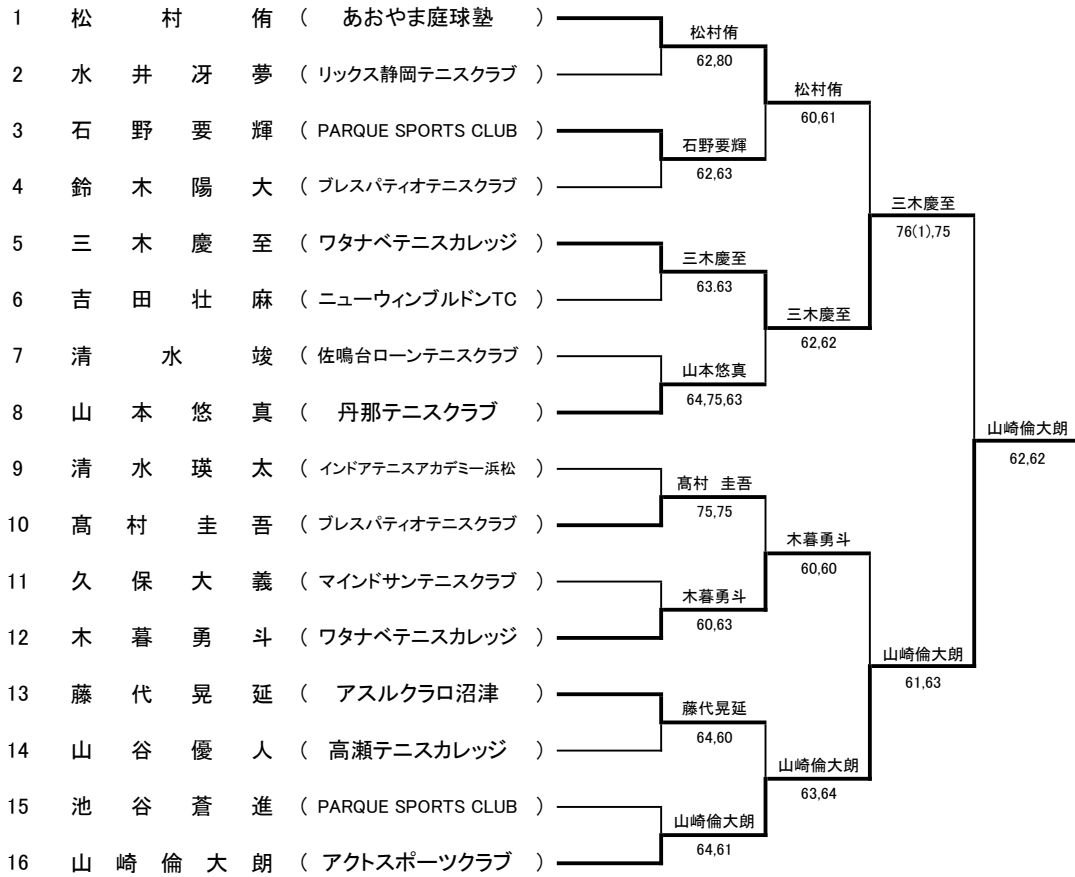 1 松村侑 ( あおやま庭球塾 )
松村侑
62,80
2 水井冴夢 ( リックス静岡テニスクラブ )
松村侑
60,61
3 石野要輝 ( PARQUE SPORTS CLUB )
石野要輝
62,63
4 鈴木陽大 ( ブレスパティオテニスクラブ )
三木慶至
76(1),75
5 三木慶至 ( ワタナベテニスカレッジ )
三木慶至
63.63
6 吉田壮麻 ( ニューウィンブルドンTC )
三木慶至
62,62
7 清水竣 ( 佐鳴台ローンテニスクラブ )
山本悠真
64,75,63
8 山本悠真 ( 丹那テニスクラブ )
山崎倫大朗
62,62
9 清水瑛太 ( インドアテニスアカデミー浜松 )
髙村 圭吾
75,75
10 髙村圭吾 ( ブレスパティオテニスクラブ )
木暮勇斗
60,60
11 久保大義 ( マインドサンテニスクラブ )
木暮勇斗
60,63
12 木暮勇斗 ( ワタナベテニスカレッジ )
山崎倫大朗
61,63
13 藤代晃延 ( アスルクラロ沼津 )
藤代晃延
64,60
14 山谷優人 ( 高瀬テニスカレッジ )
山崎倫大朗
63,64
15 池谷蒼進 ( PARQUE SPORTS CLUB )
山崎倫大朗
64,61
16 山崎倫大朗 ( アクトスポーツクラブ )